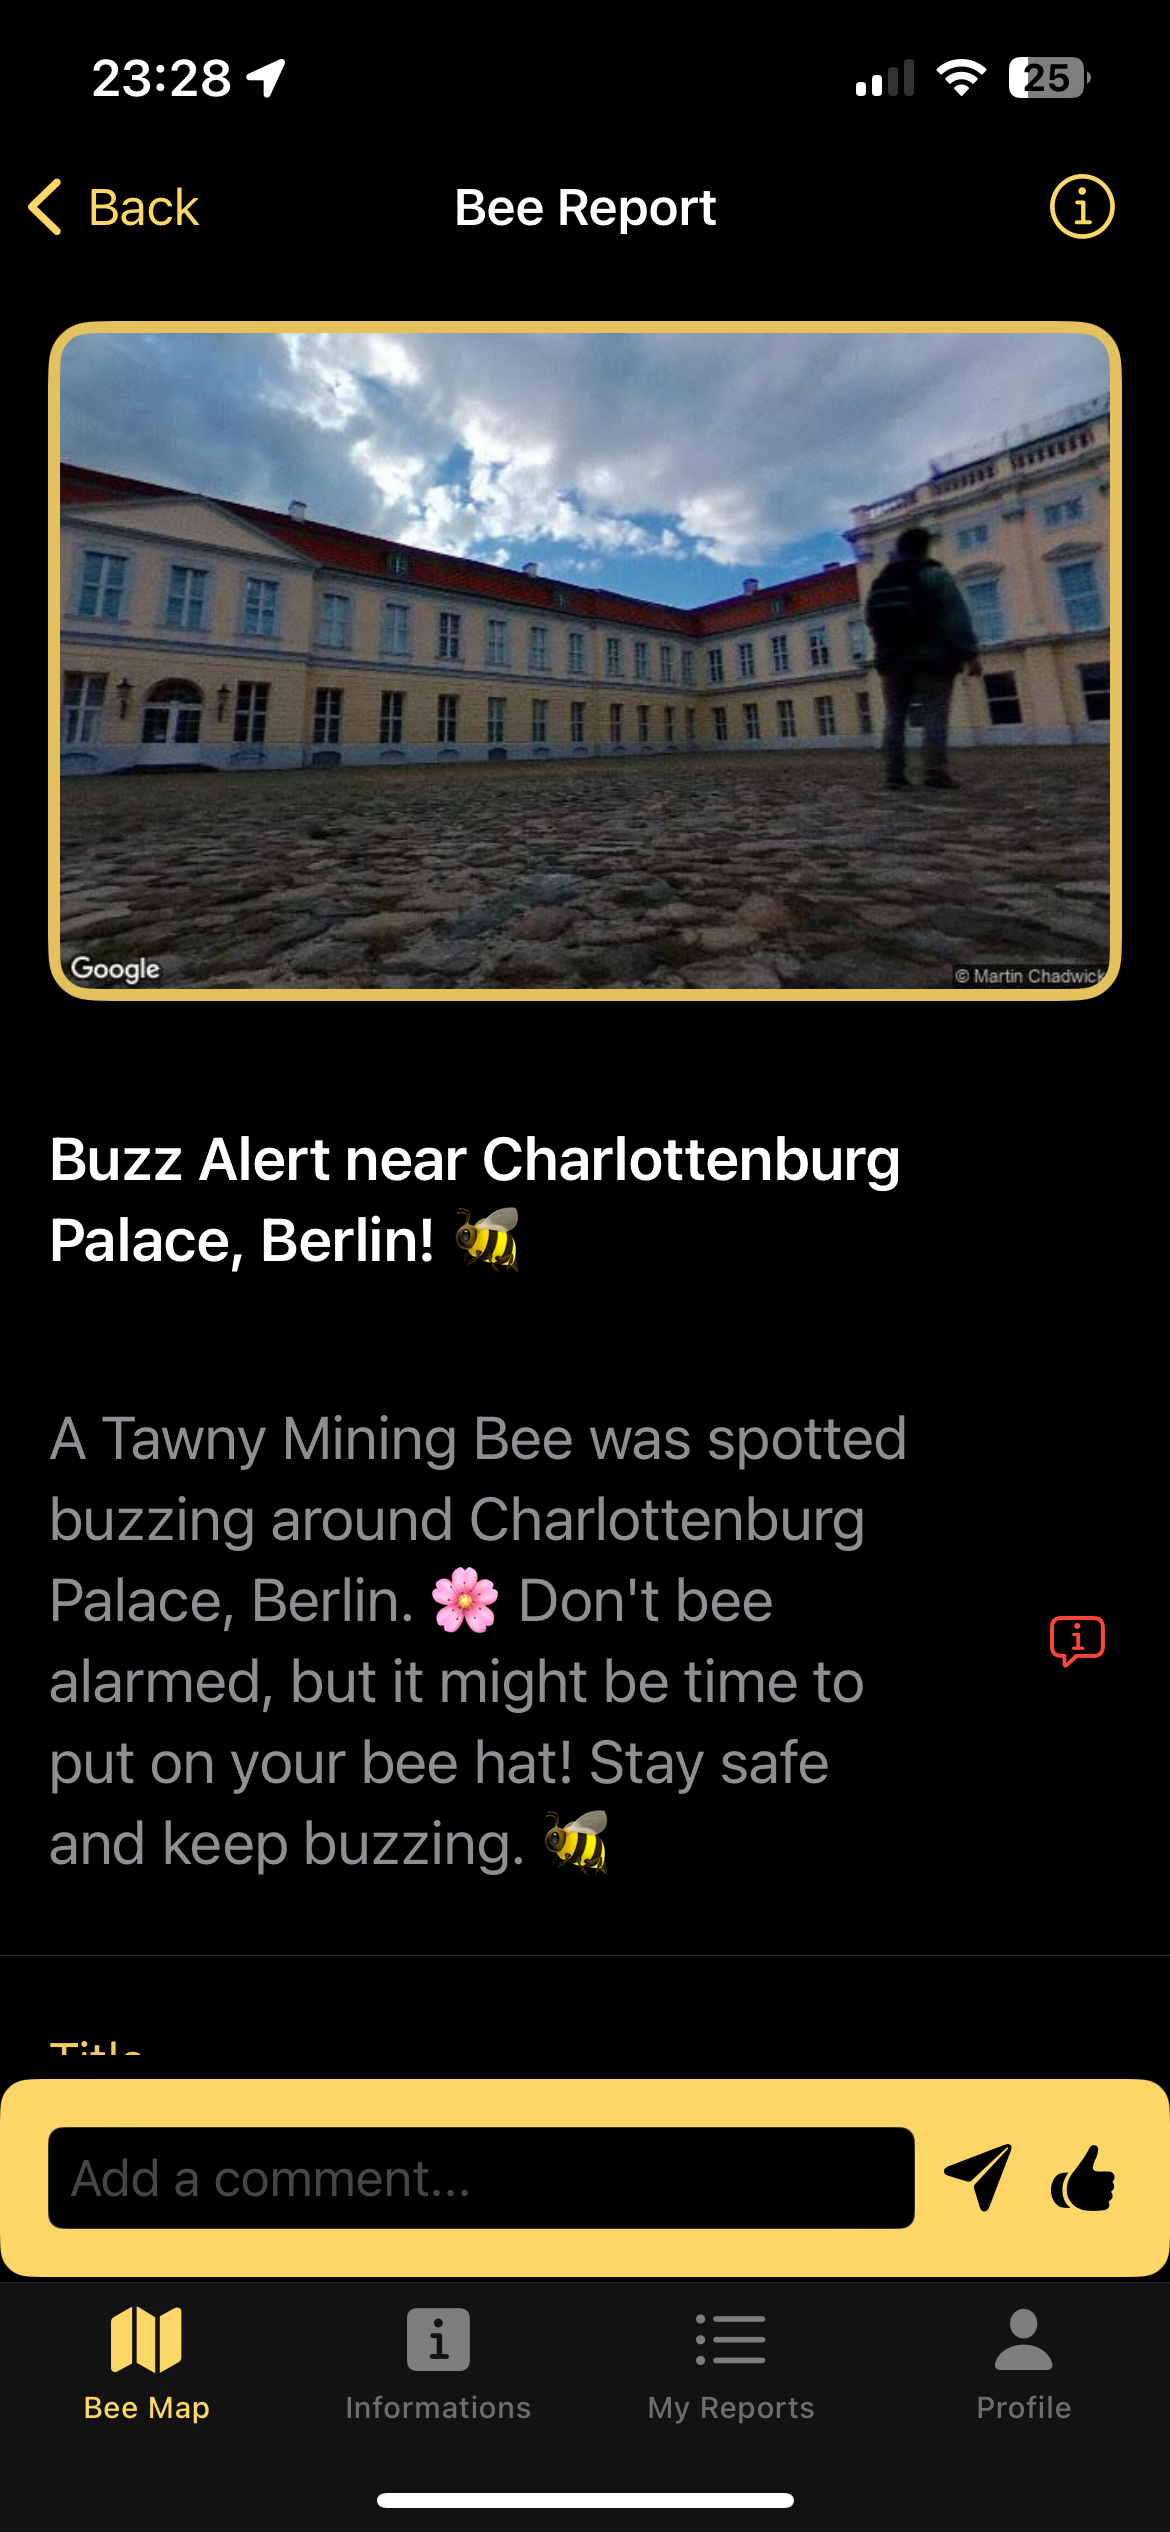 23:28
25
Back
Bee Report
Google
© Martin Chadwick
Buzz Alert near Charlottenburg
Palace, Berlin! 🐝
A Tawny Mining Bee was spotted
buzzing around Charlottenburg
Palace, Berlin. 🌸 Don't bee
alarmed, but it might be time to
put on your bee hat! Stay safe
and keep buzzing. 🐝
Title
Add a comment...
Bee Map
Informations
My Reports
Profile